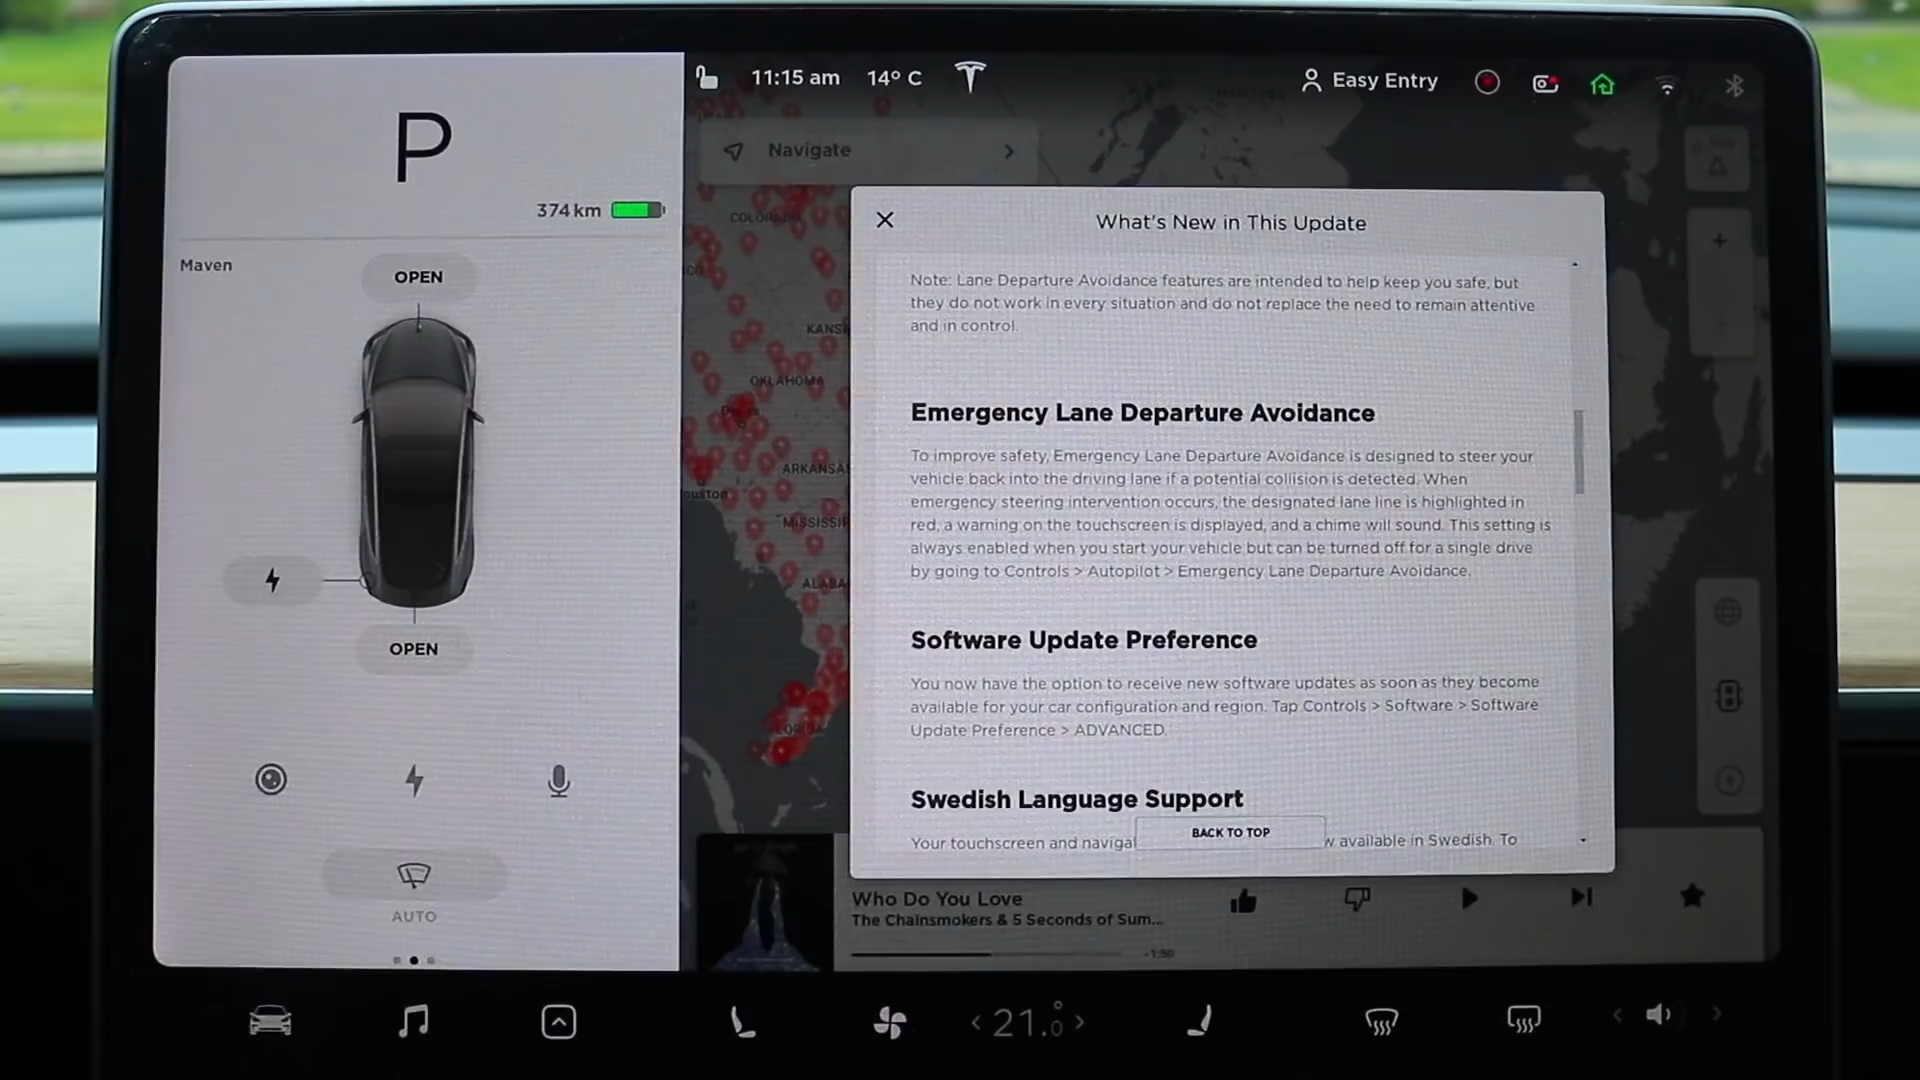 P
374 km
Maven
OPEN
OPEN
AUTO
11:15 am 14° C
Easy Entry
Navigate
COLORADO
KANSA
OKLAHOMA
ARKANSA
ouston
MISSISSIP
ALABA
What's New in This Update
Note: Lane Departure Avoidance features are intended to help keep you safe, but
they do not work in every situation and do not replace the need to remain attentive
and in control.
Emergency Lane Departure Avoidance
To improve safety, Emergency Lane Departure Avoidance is designed to steer your
vehicle back into the driving lane if a potential collision is detected. When
emergency steering intervention occurs, the designated lane line is highlighted in
red, a warning on the touchscreen is displayed, and a chime will sound. This setting is
always enabled when you start your vehicle but can be turned off for a single drive
by going to Controls > Autopilot > Emergency Lane Departure Avoidance.
Software Update Preference
You now have the option to receive new software updates as soon as they become
available for your car configuration and region. Tap Controls > Software > Software
Update Preference > ADVANCED.
Swedish Language Support
Your touchscreen and navigat w available in Swedish. To
BACK TO TOP
Who Do You Love
The Chainsmokers & 5 Seconds of Sum...
-1:50
21.0°